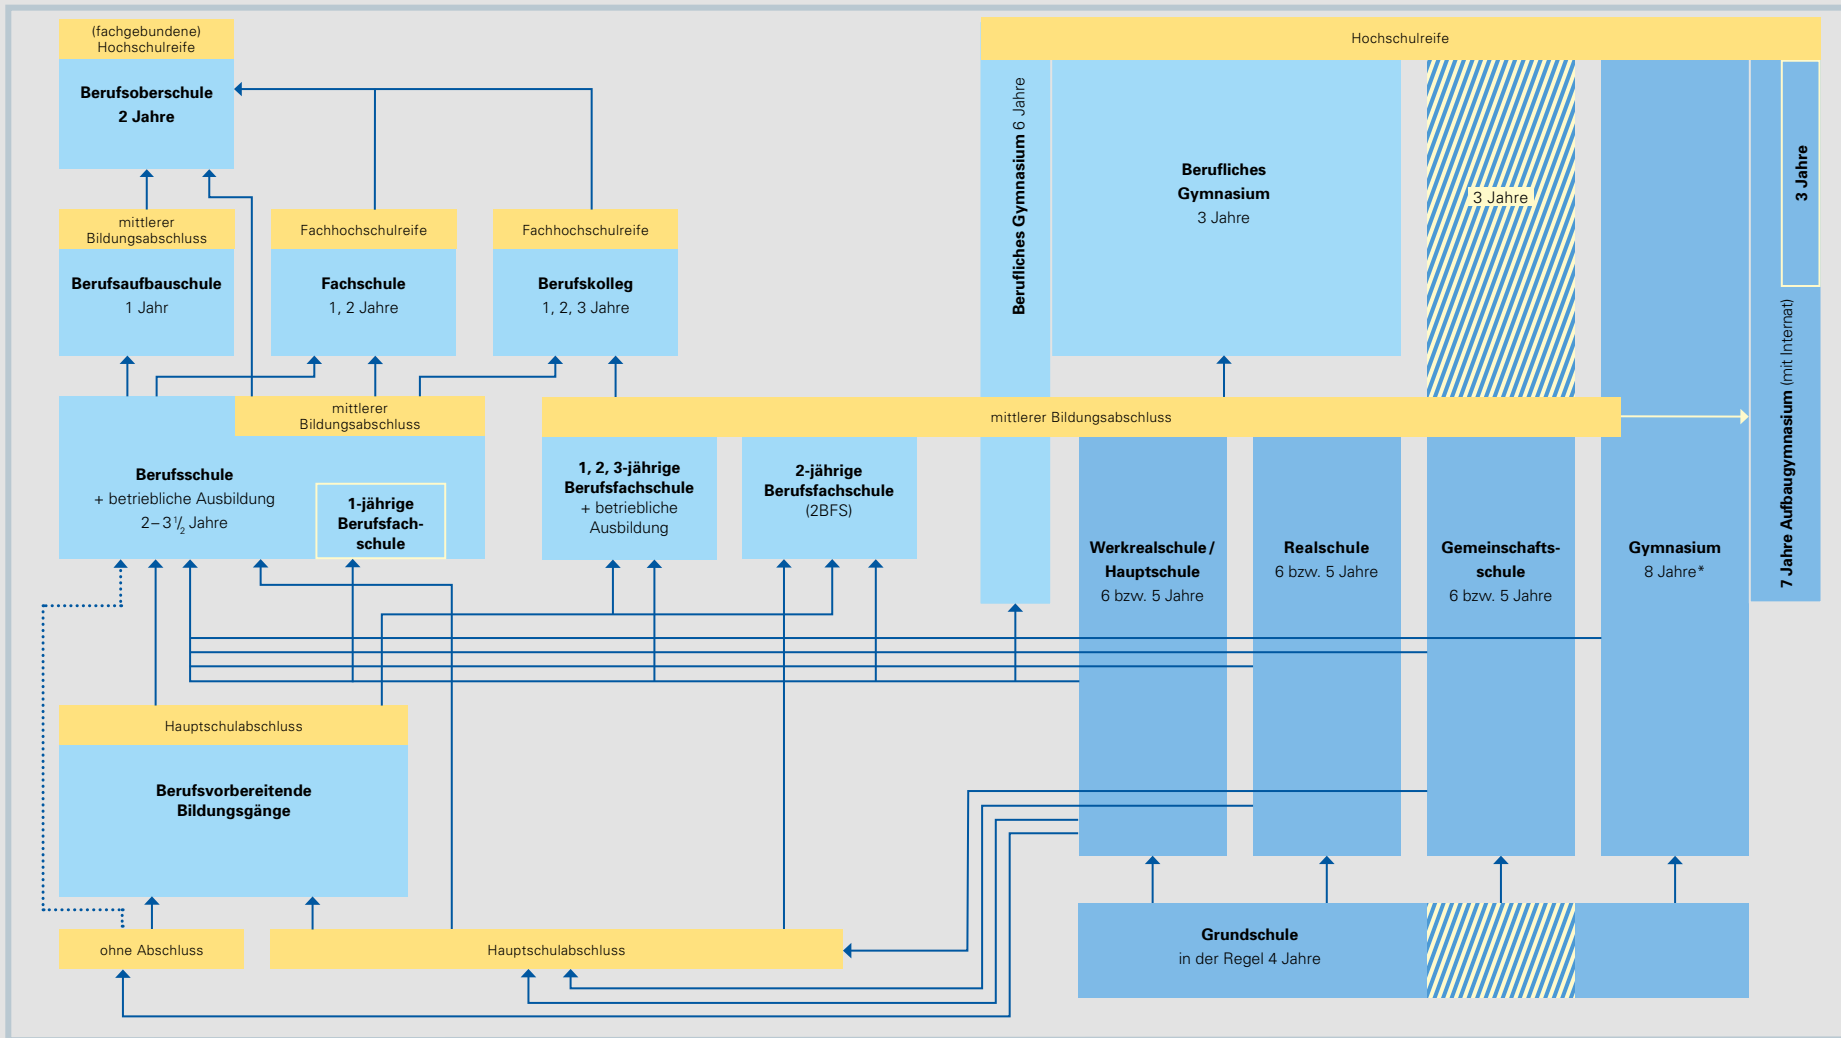 (fachgebundene)
Hochschulreife
Berufsoberschule
2 Jahre
Hochschulreife
Berufliches Gymnasium 6 Jahre
Berufliches
Gymnasium
3 Jahre
3 Jahre
3 Jahre
7 Jahre Aufbaugymnasium (mit Internat)
mittlerer
Bildungsabschluss
Berufsaufbauschule
1 Jahr
Fachhochschulreife
Fachschule
1, 2 Jahre
Fachhochschulreife
Berufskolleg
1, 2, 3 Jahre
mittlerer
Bildungsabschluss
Berufsschule
+ betriebliche Ausbildung
2–3 1/2 Jahre
1-jährige
Berufsfach-
schule
mittlerer Bildungsabschluss
1, 2, 3-jährige
Berufsfachschule
+ betriebliche
Ausbildung
2-jährige
Berufsfachschule
(2BFS)
Werkrealschule /
Hauptschule
6 bzw. 5 Jahre
Realschule
6 bzw. 5 Jahre
Gemeinschafts-
schule
6 bzw. 5 Jahre
Gymnasium
8 Jahre*
Hauptschulabschluss
Berufsvorbereitende
Bildungsgänge
ohne Abschluss
Hauptschulabschluss
Grundschule
in der Regel 4 Jahre